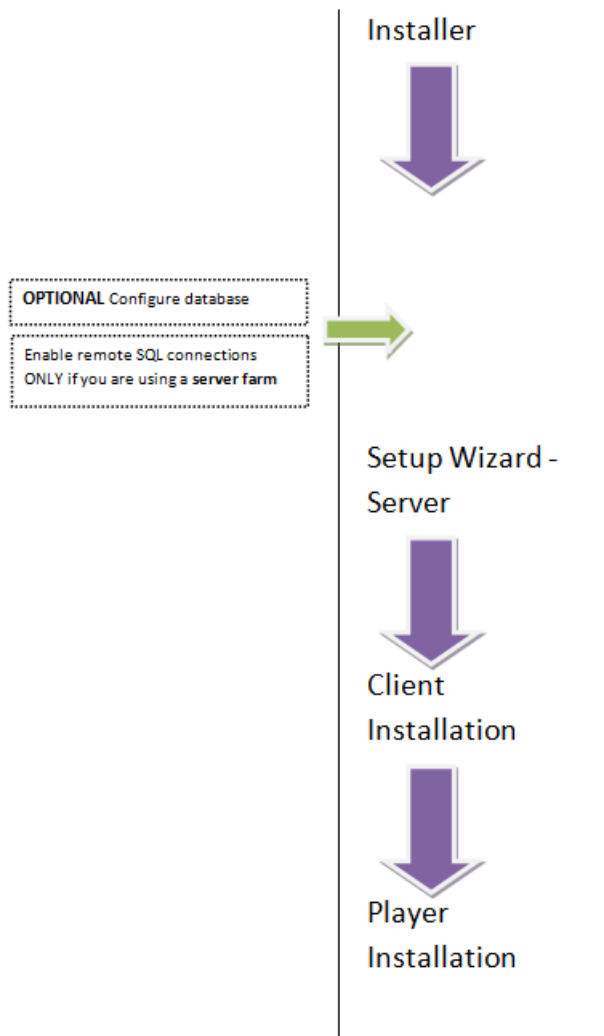 Installer
OPTIONAL Configure database
Enable remote SQL connections
ONLY if you are using a server farm
Setup Wizard -
Server
Client
Installation
Player
Installation